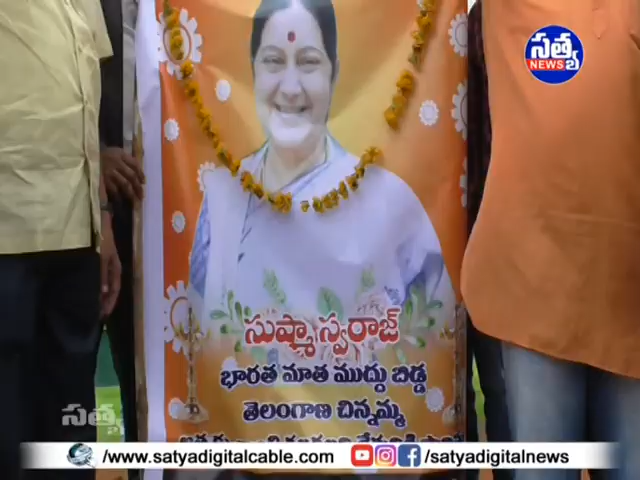 సత్య
NEWS
సుష్మా స్వరాజ్
భారత మాత ముద్దు బిడ్డ
తెలంగాణ చిన్నమ్మ
సత్య
www.satyadigitalcable.com /satyadigitalnews